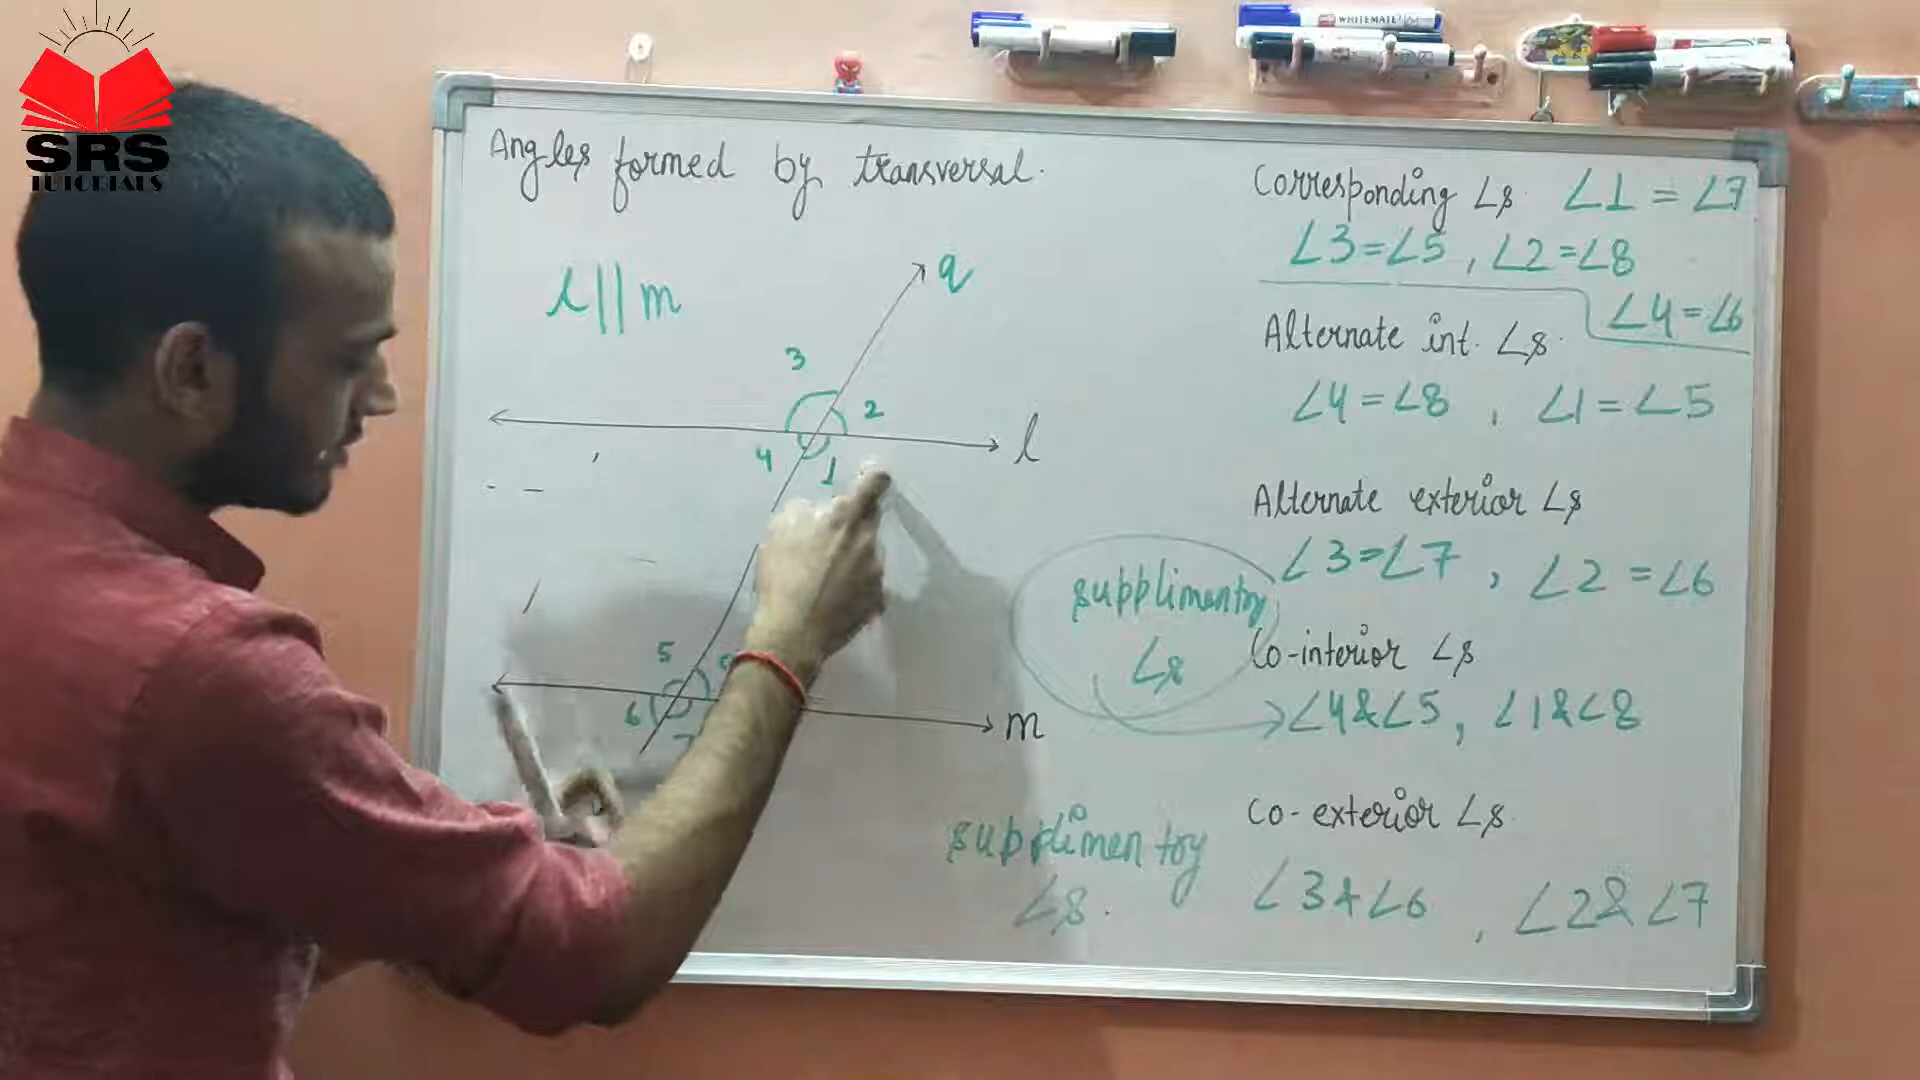 SRS
TUTORIALS
WHITEMATE
Angles formed by transversal.
l||m
q
3
2
4
1
l
5
6
7
m
Corresponding ∠s ∠1 = ∠7
∠3=∠5, ∠2=∠8
∠4=∠6
Alternate int. ∠s.
∠4=∠8, ∠1=∠5
Alternate exterior ∠s
∠3=∠7, ∠2=∠6
supplimentry
∠s
Co-interior ∠s
∠4&∠5, ∠1&∠8
Co-exterior ∠s.
supplimentry
∠s.
∠3&∠6, ∠2&∠7